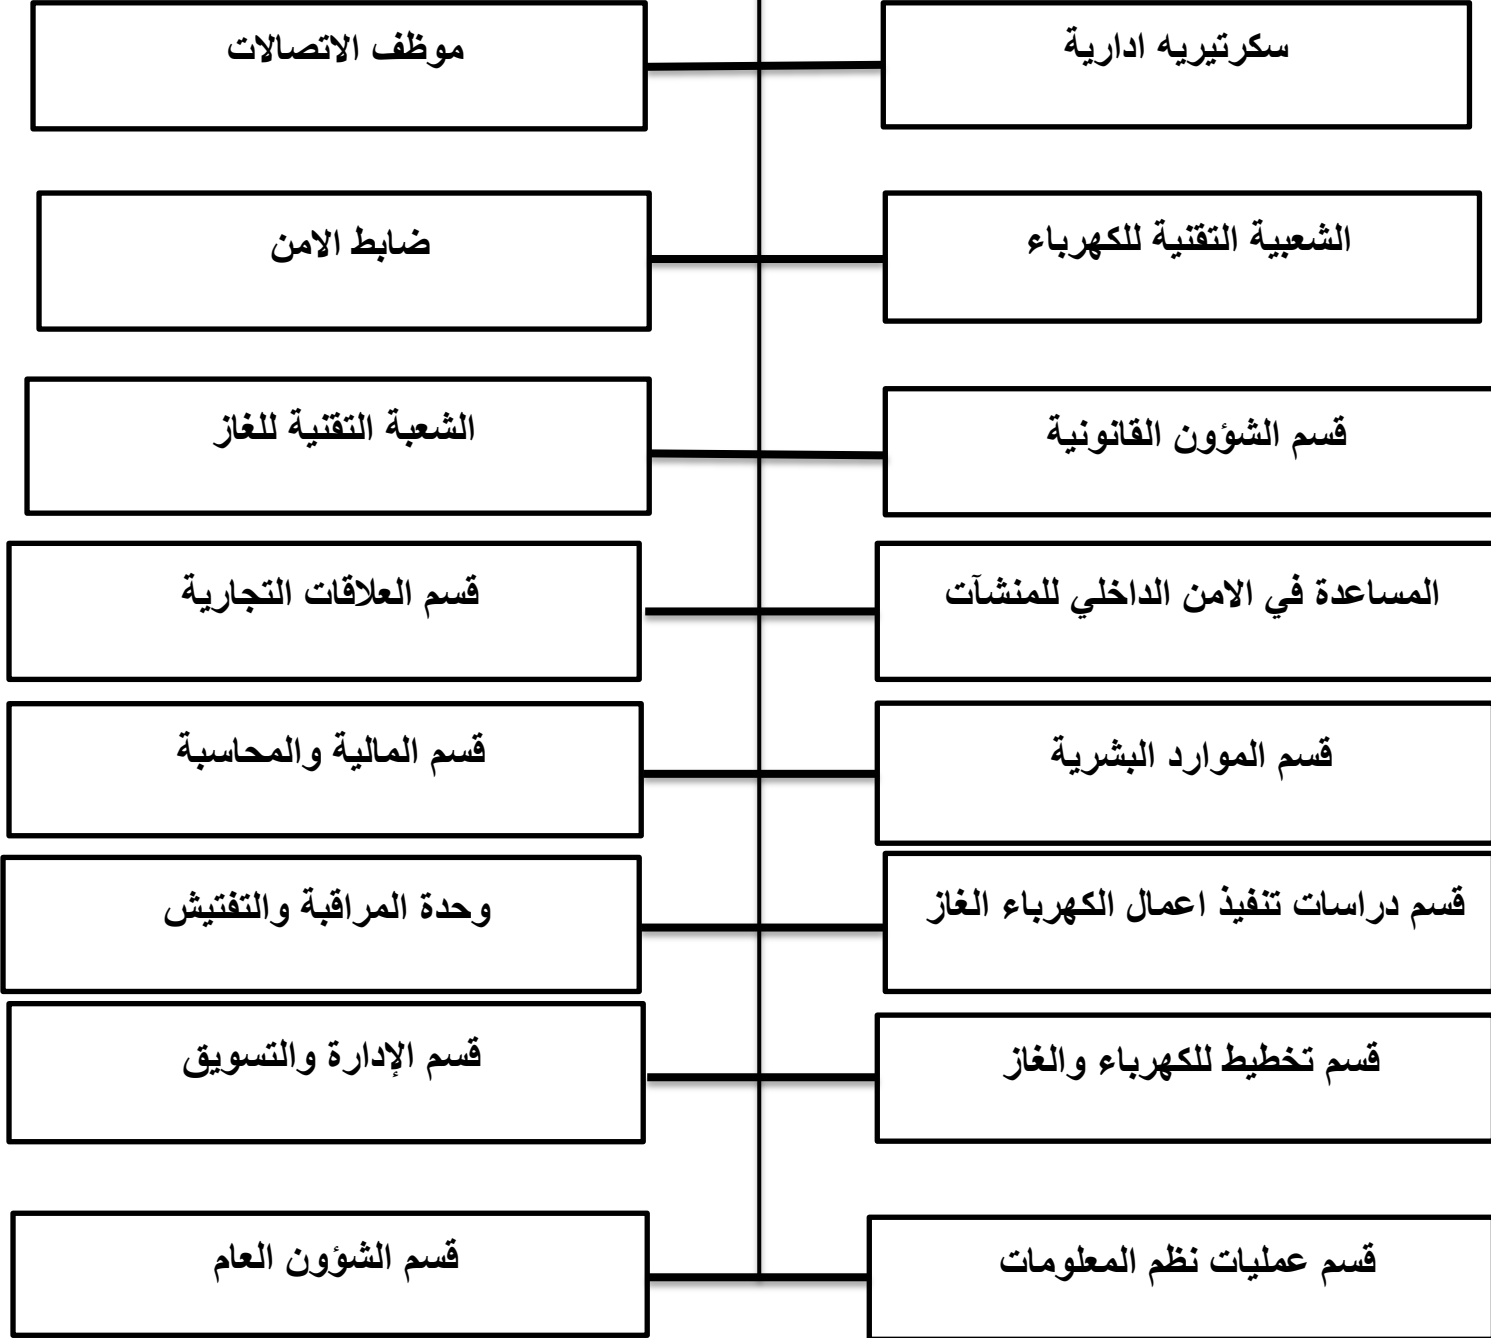 سكرتيريه ادارية
موظف الاتصالات
الشعبية التقنية للكهرباء
ضابط الامن
قسم الشؤون القانونية
الشعبة التقنية للغاز
المساعدة في الامن الداخلي للمنشآت
قسم العلاقات التجارية
قسم الموارد البشرية
قسم المالية والمحاسبة
قسم دراسات تنفيذ اعمال الكهرباء الغاز
وحدة المراقبة والتفتيش
قسم تخطيط للكهرباء والغاز
قسم الإدارة والتسويق
قسم عمليات نظم المعلومات
قسم الشؤون العام